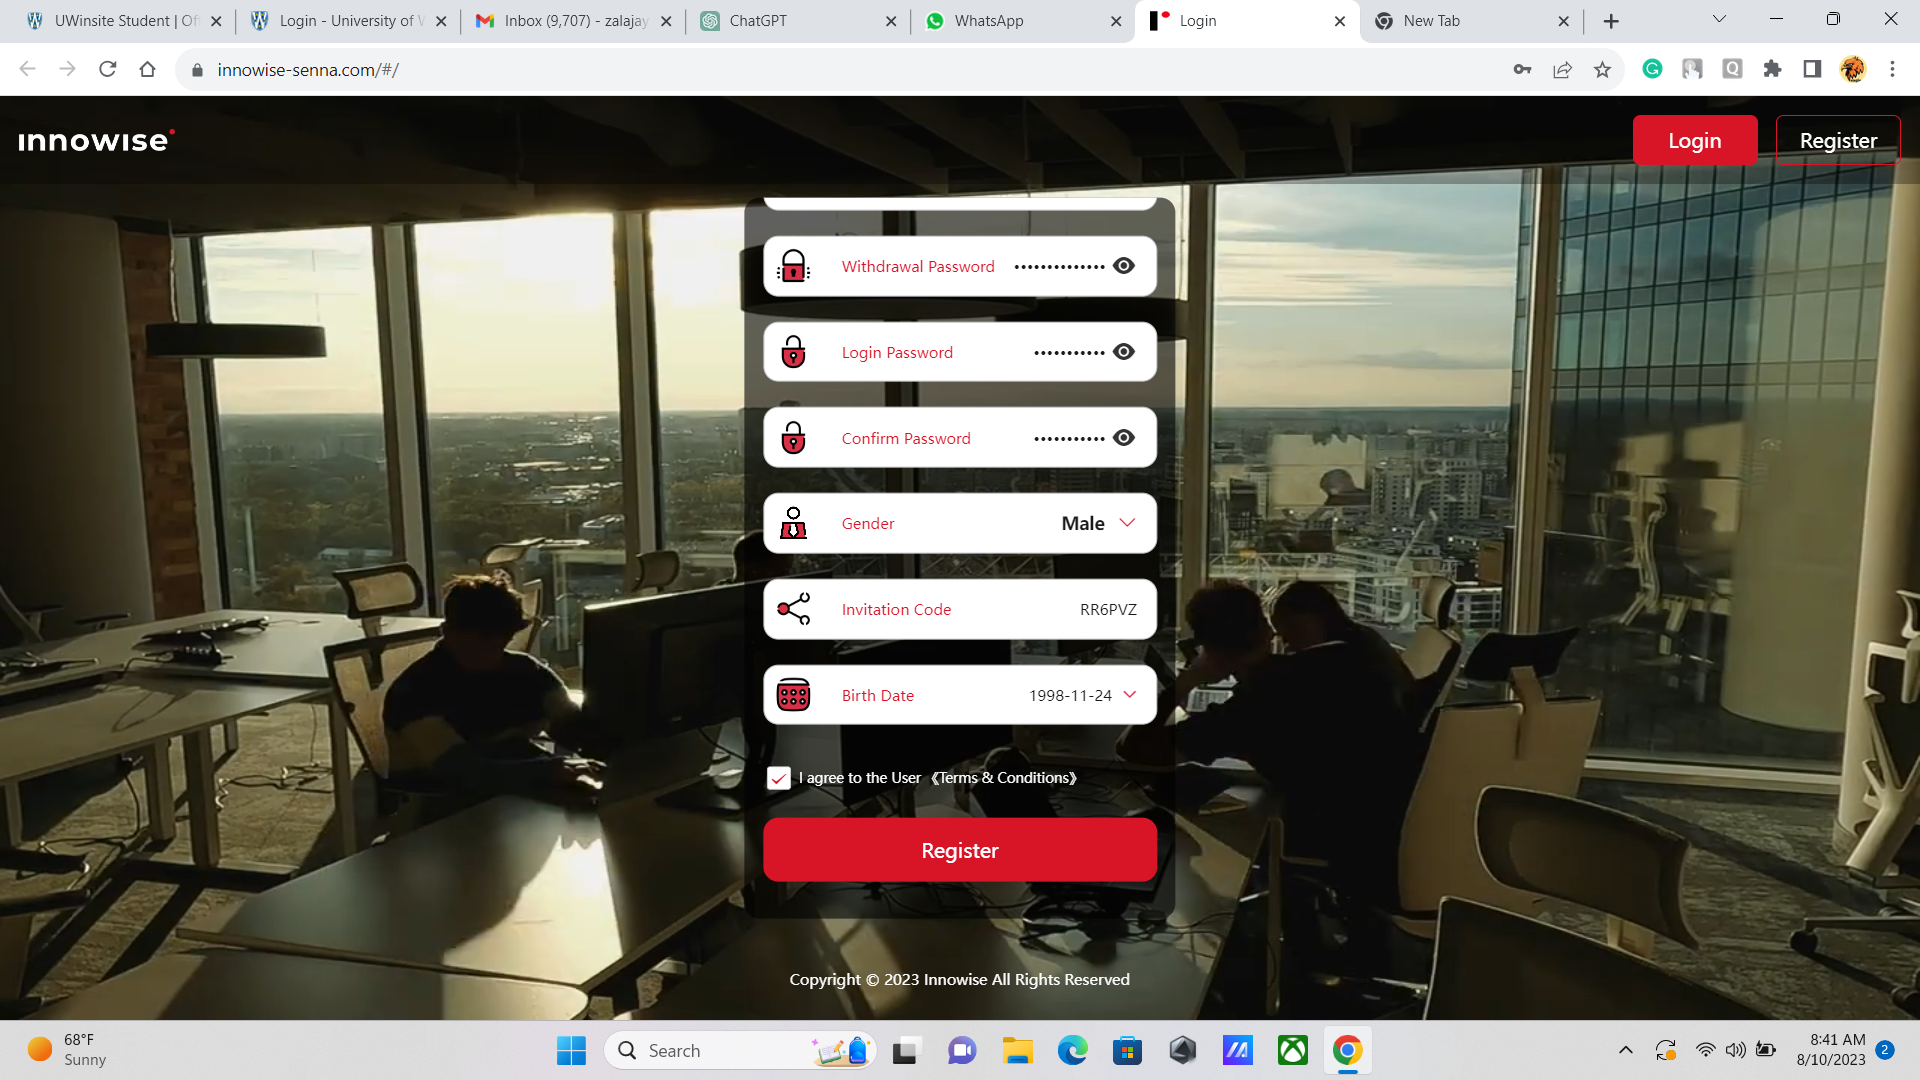 UWinsite Student | Of
Login - University of W
Inbox (9,707) - zalajay
ChatGPT
WhatsApp
Login
New Tab
innowise-senna.com/#/
innowise
Login
Register
Withdrawal Password ••••••••••••••
Login Password •••••••••••
Confirm Password •••••••••••
Gender Male
Invitation Code RR6PVZ
Birth Date 1998-11-24
I agree to the User 《Terms & Conditions》
Register
Copyright © 2023 Innowise All Rights Reserved
68°F
Sunny
Search
8:41 AM
8/10/2023
2